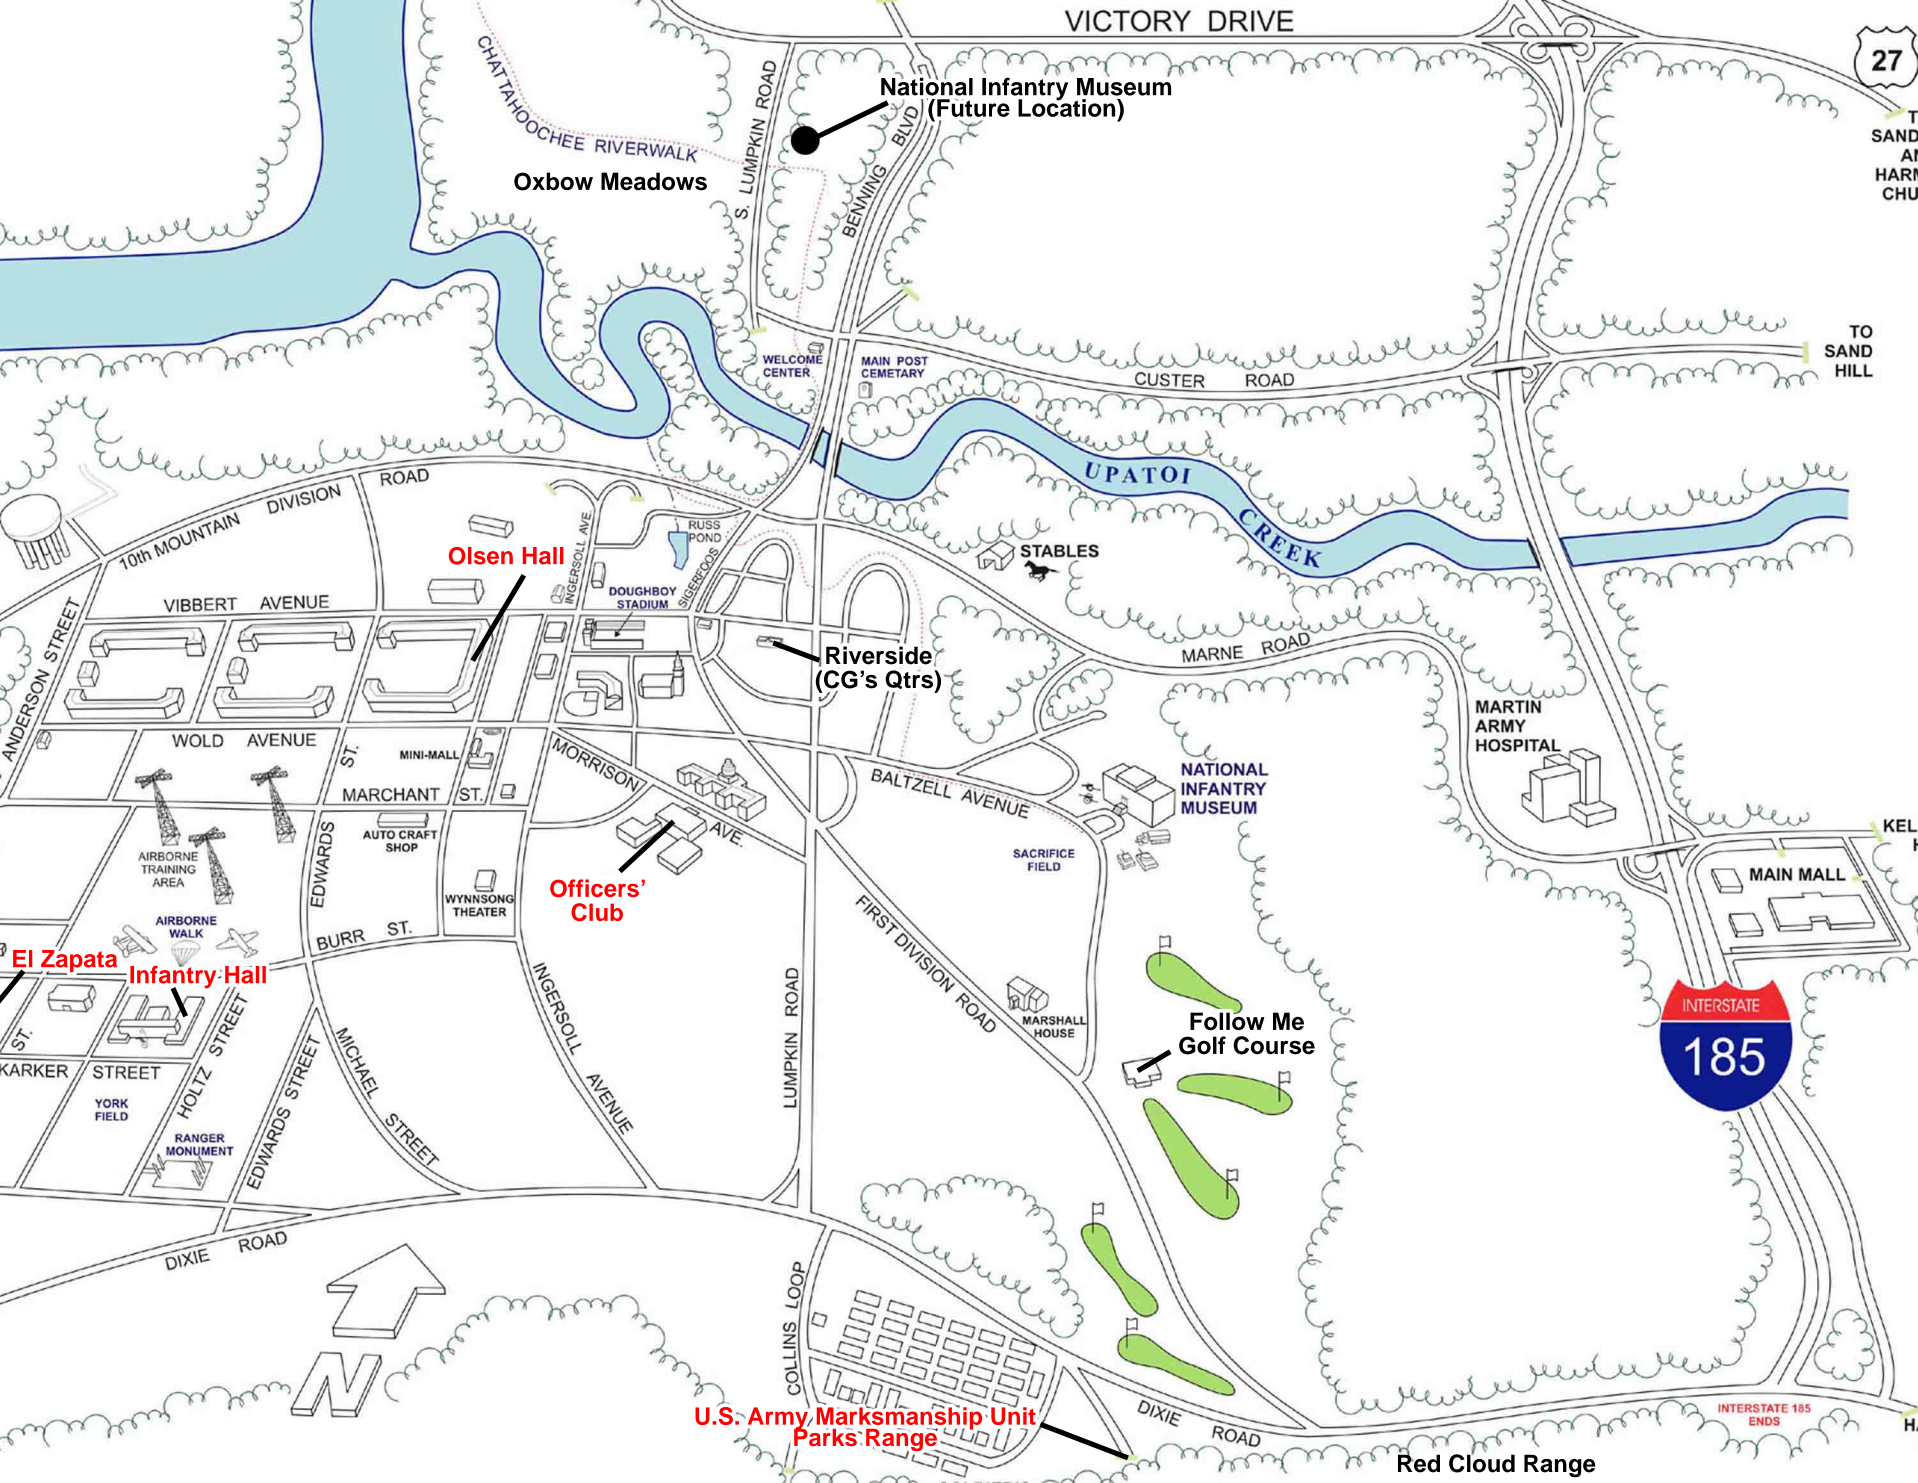 VICTORY DRIVE
27
National Infantry Museum
(Future Location)
S. LUMPKIN ROAD
BENNING BLVD
CHATTAHOOCHEE RIVERWALK
Oxbow Meadows
SAND
HARM
CHU
TO
SAND
HILL
WELCOME
CENTER
MAIN POST
CEMETARY
CUSTER ROAD
UPATOI
CREEK
10th MOUNTAIN DIVISION ROAD
RUSS
POND
INGERSOLL AVE.
SIGERFOOS
STABLES
Olsen Hall
DOUGHBOY
STADIUM
VIBBERT AVENUE
ANDERSON STREET
Riverside
(CG's Qtrs)
MARNE ROAD
MARTIN
ARMY
HOSPITAL
WOLD AVENUE
ST.
MINI-MALL
MORRISON
AVE.
BALTZELL AVENUE
NATIONAL
INFANTRY
MUSEUM
MARCHANT ST.
AUTO CRAFT
SHOP
EDWARDS
AIRBORNE
TRAINING
AREA
SACRIFICE
FIELD
KEL
MAIN MALL
Officers'
Club
WYNNSONG
THEATER
AIRBORNE
WALK
BURR ST.
FIRST DIVISION ROAD
El Zapata
Infantry Hall
INGERSOLL AVENUE
LUMPKIN ROAD
MARSHALL
HOUSE
Follow Me
Golf Course
INTERSTATE
185
ST.
KARKER STREET
HOLTZ STREET
EDWARDS STREET
MICHAEL STREET
YORK
FIELD
RANGER
MONUMENT
DIXIE ROAD
N
COLLINS LOOP
U.S. Army Marksmanship Unit
Parks Range
DIXIE ROAD
INTERSTATE 185
ENDS
Red Cloud Range